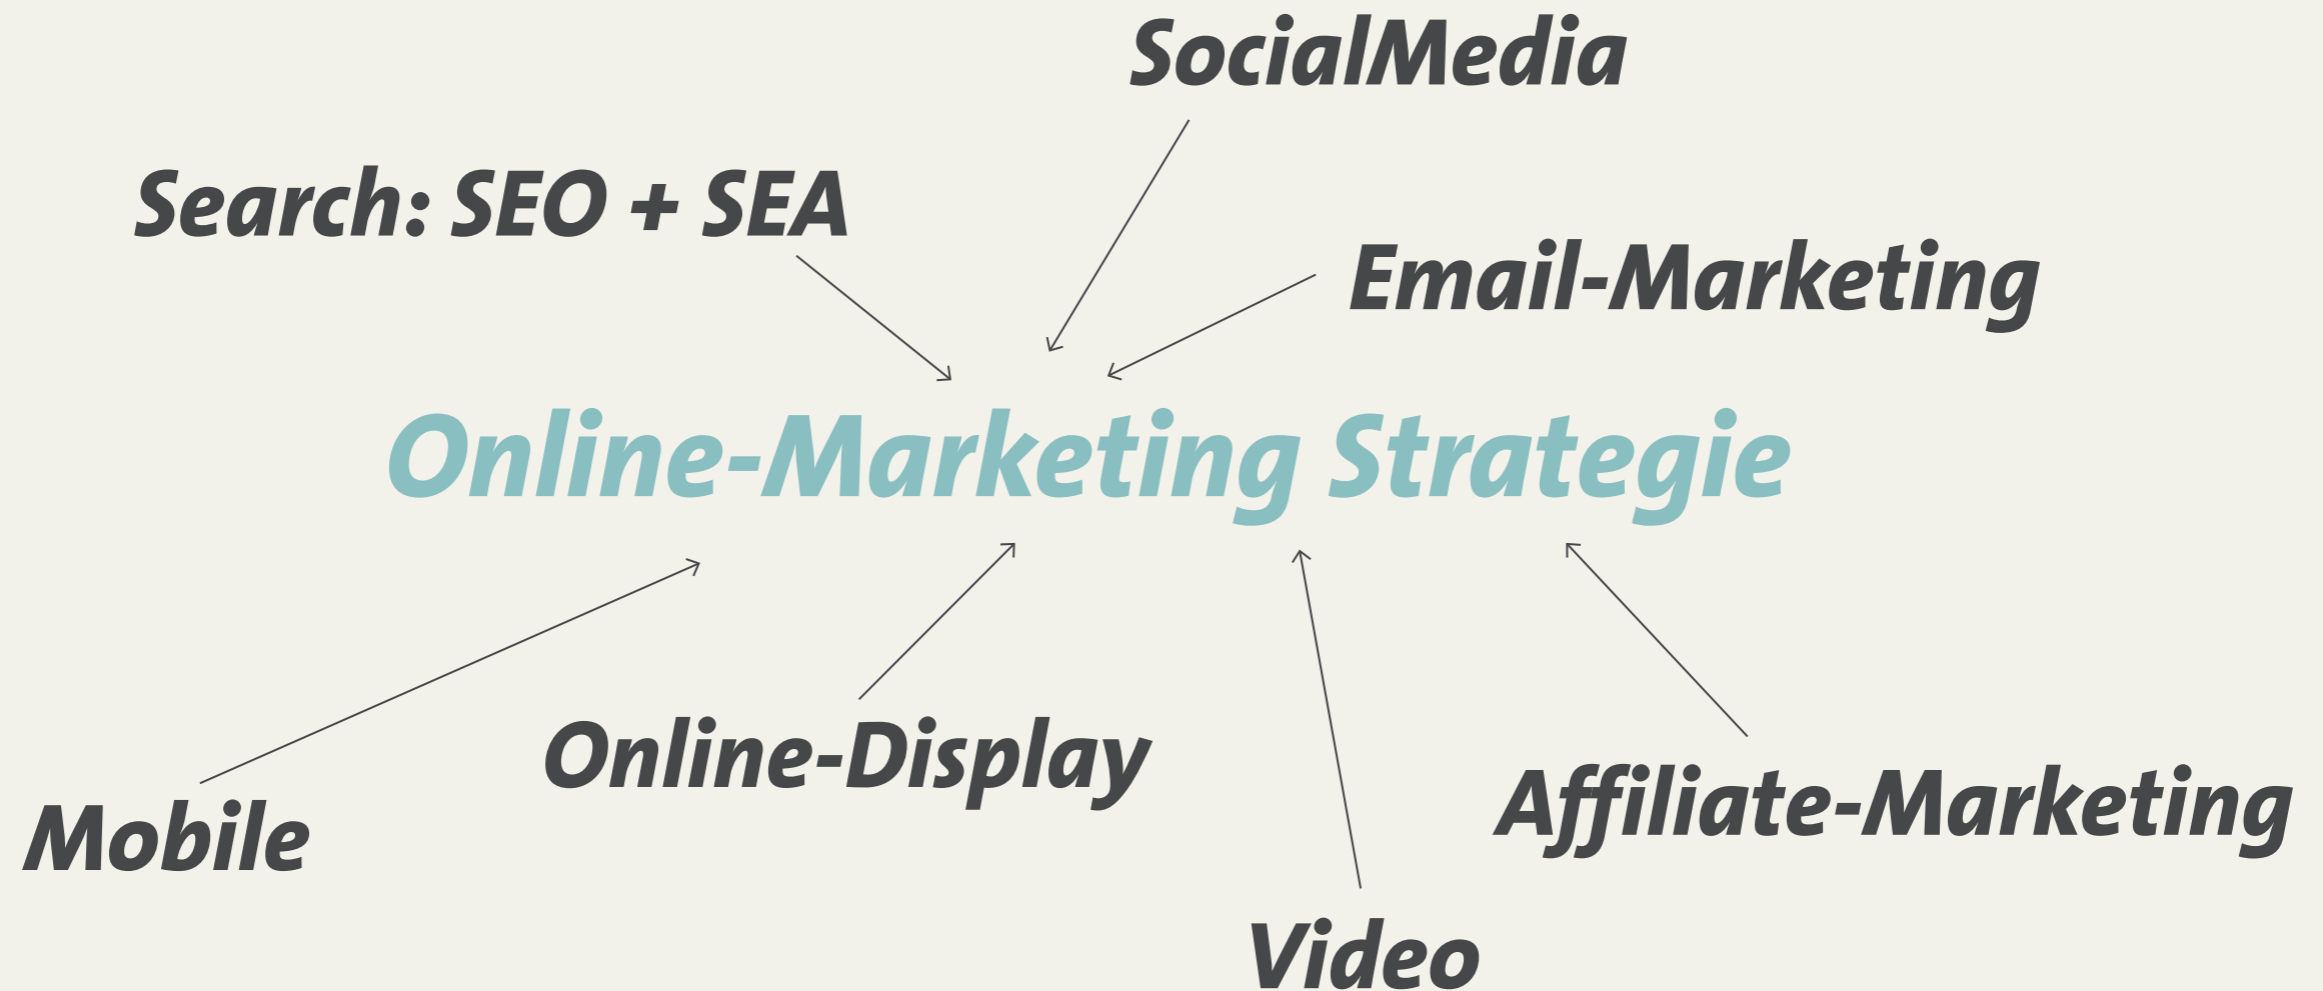 SocialMedia
Search: SEO + SEA
Email-Marketing
Online-Marketing Strategie
Online-Display
Mobile
Affiliate-Marketing
Video